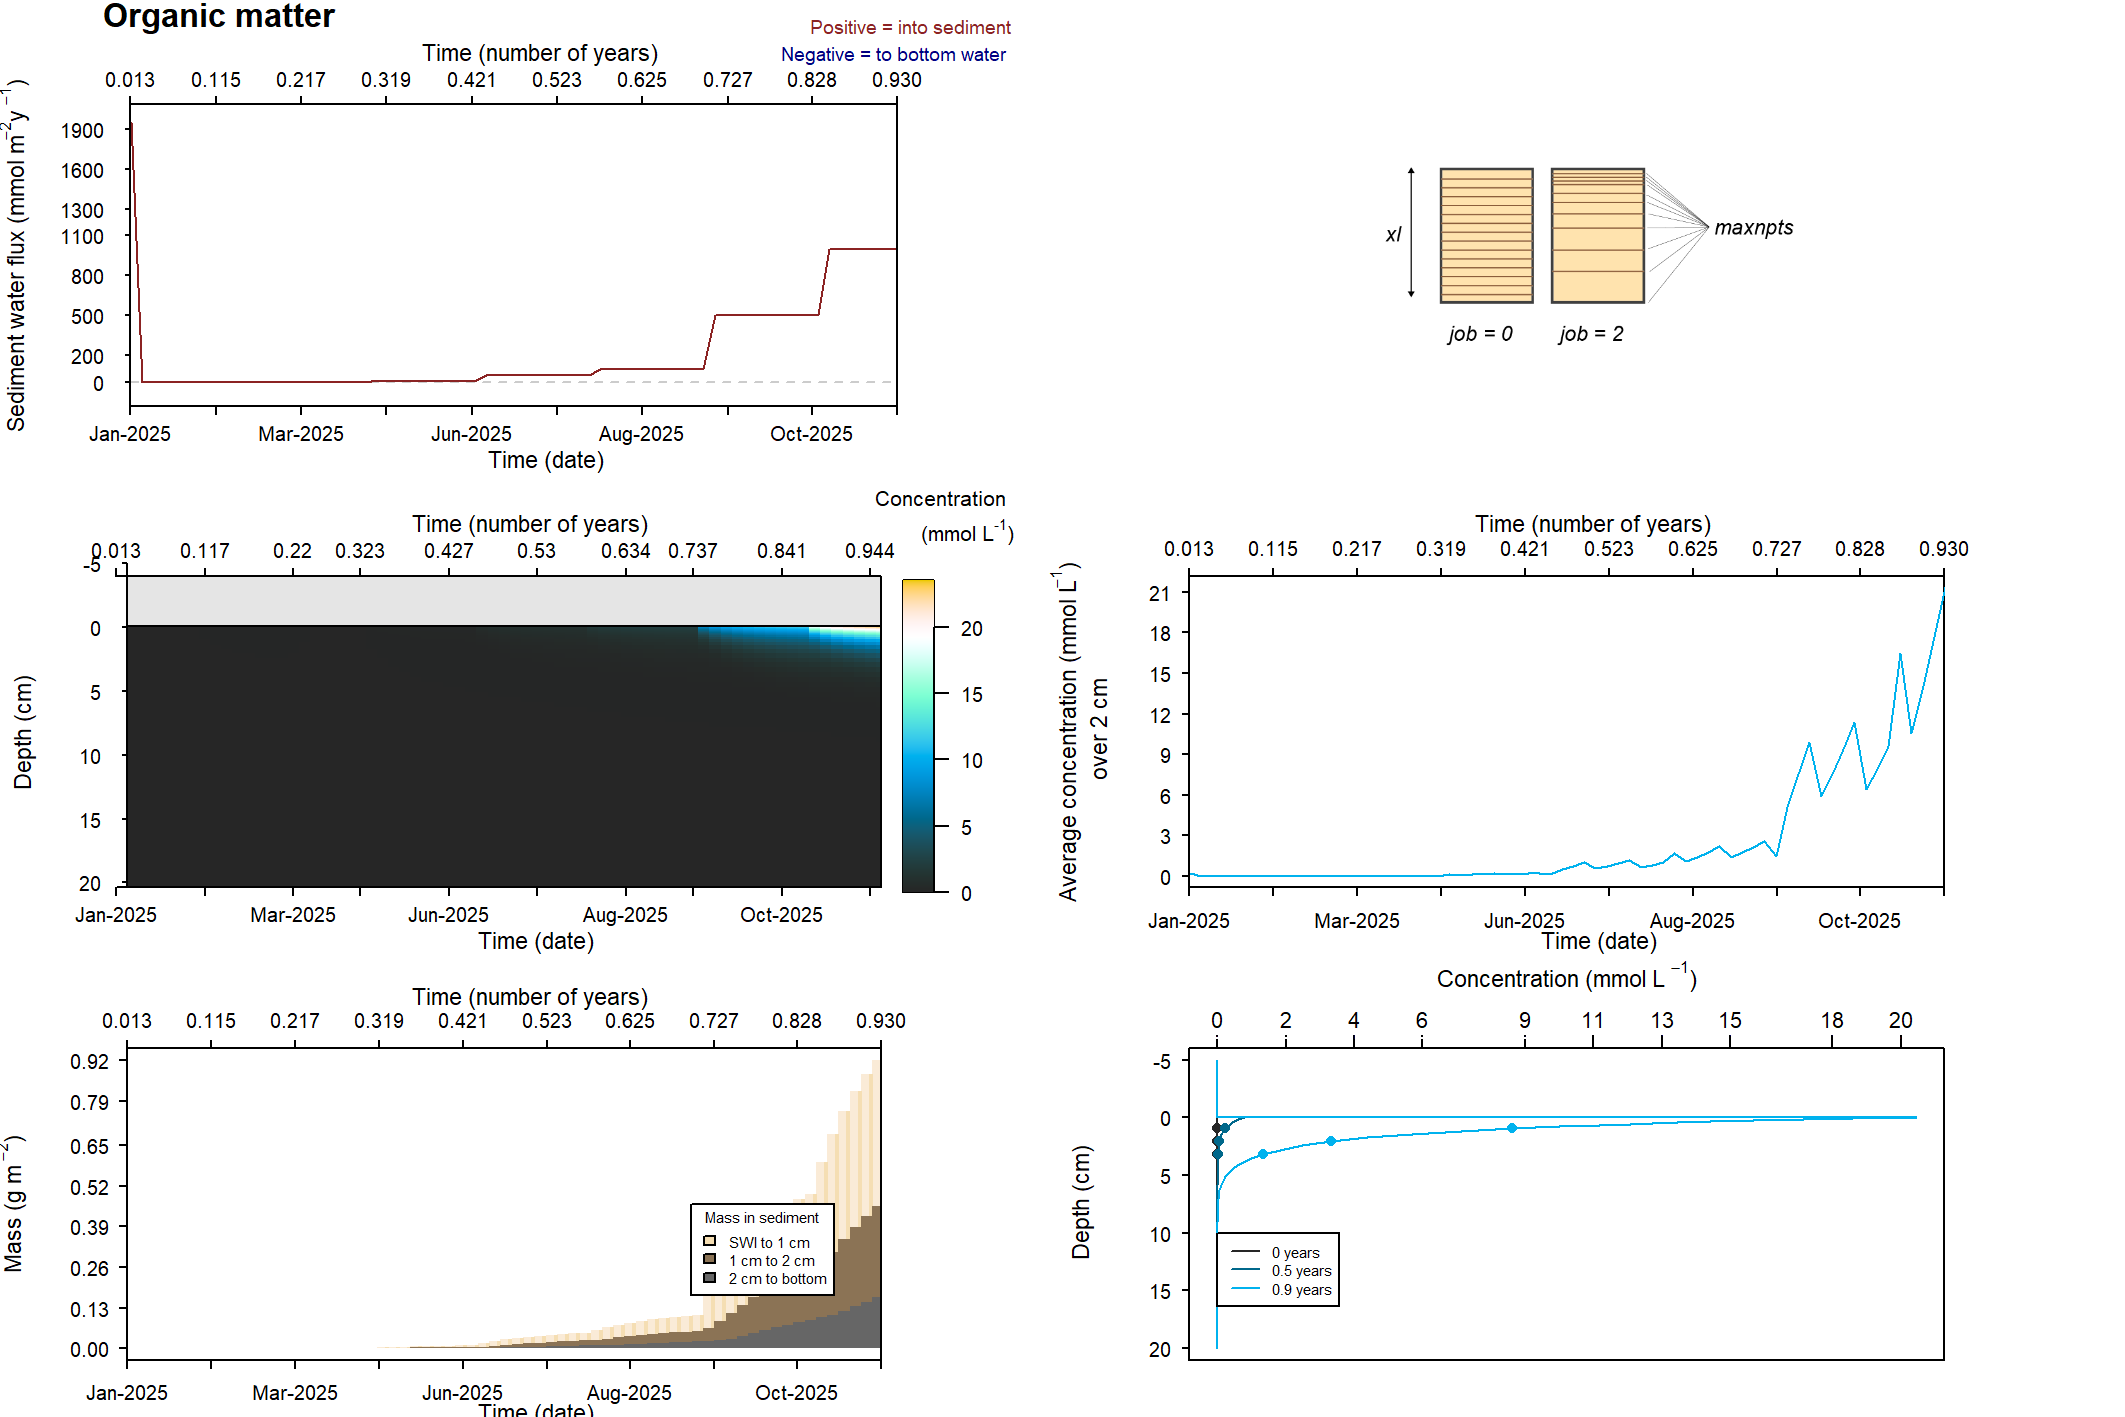 Organic matter
Positive = into sediment
Negative = to bottom water
Time (number of years)
0.013 0.115 0.217 0.319 0.421 0.523 0.625 0.727 0.828 0.930
Sediment water flux (mmol m⁻²y⁻¹)
1900
1600
1300
1100
800
500
200
0
Jan-2025 Mar-2025 Jun-2025 Aug-2025 Oct-2025
Time (date)
xl
maxnpts
job = 0 job = 2
Concentration
(mmol L⁻¹)
Time (number of years)
0.013 0.117 0.22 0.323 0.427 0.53 0.634 0.737 0.841 0.944
Depth (cm)
-5
0
5
10
15
20
20
15
10
5
0
Jan-2025 Mar-2025 Jun-2025 Aug-2025 Oct-2025
Time (date)
Time (number of years)
0.013 0.115 0.217 0.319 0.421 0.523 0.625 0.727 0.828 0.930
Average concentration (mmol L⁻¹)
over 2 cm
21
18
15
12
9
6
3
0
Jan-2025 Mar-2025 Jun-2025 Aug-2025 Oct-2025
Time (date)
Time (number of years)
0.013 0.115 0.217 0.319 0.421 0.523 0.625 0.727 0.828 0.930
Mass (g m⁻²)
0.92
0.79
0.65
0.52
0.39
0.26
0.13
0.00
Mass in sediment
SWI to 1 cm
1 cm to 2 cm
2 cm to bottom
Jan-2025 Mar-2025 Jun-2025 Aug-2025 Oct-2025
Time (date)
Concentration (mmol L⁻¹)
0 2 4 6 9 11 13 15 18 20
Depth (cm)
-5
0
5
10
15
20
0 years
0.5 years
0.9 years